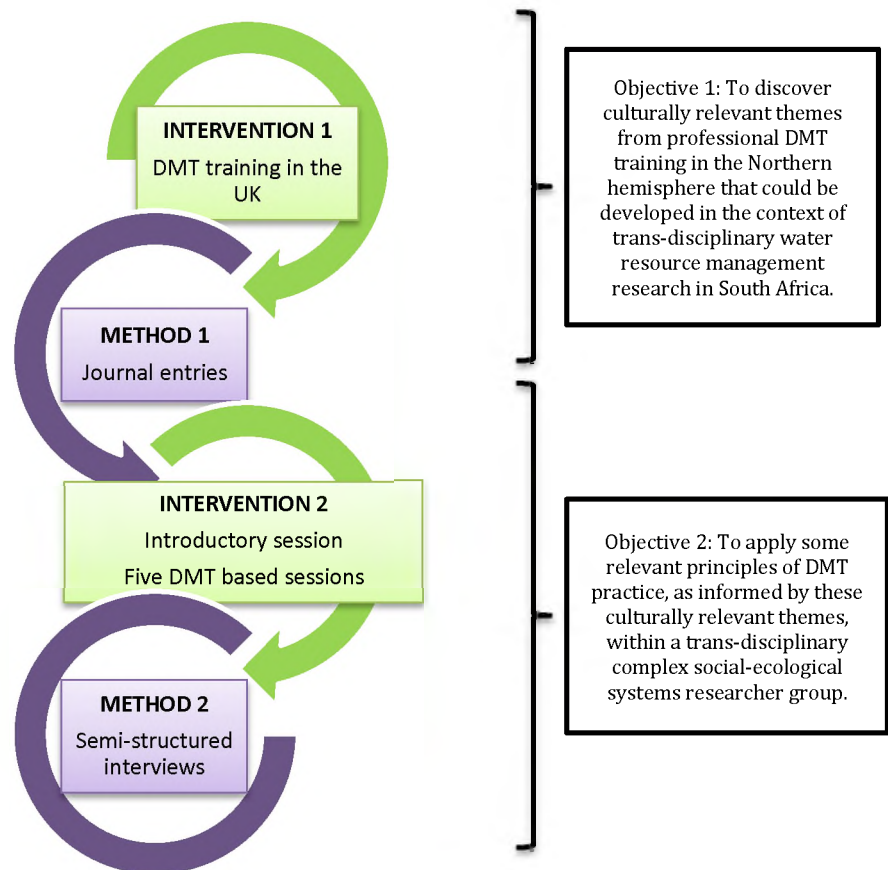 INTERVENTION 1
DMT training in the
UK
METHOD 1
Journal entries
INTERVENTION 2
Introductory session
Five DMT based sessions
METHOD 2
Semi-structured
interviews
Objective 1: To discover
culturally relevant themes
from professional DMT
training in the Northern
hemisphere that could be
developed in the context of
trans-disciplinary water
resource management
research in South Africa.
Objective 2: To apply some
relevant principles of DMT
practice, as informed by these
culturally relevant themes,
within a trans-disciplinary
complex social-ecological
systems researcher group.